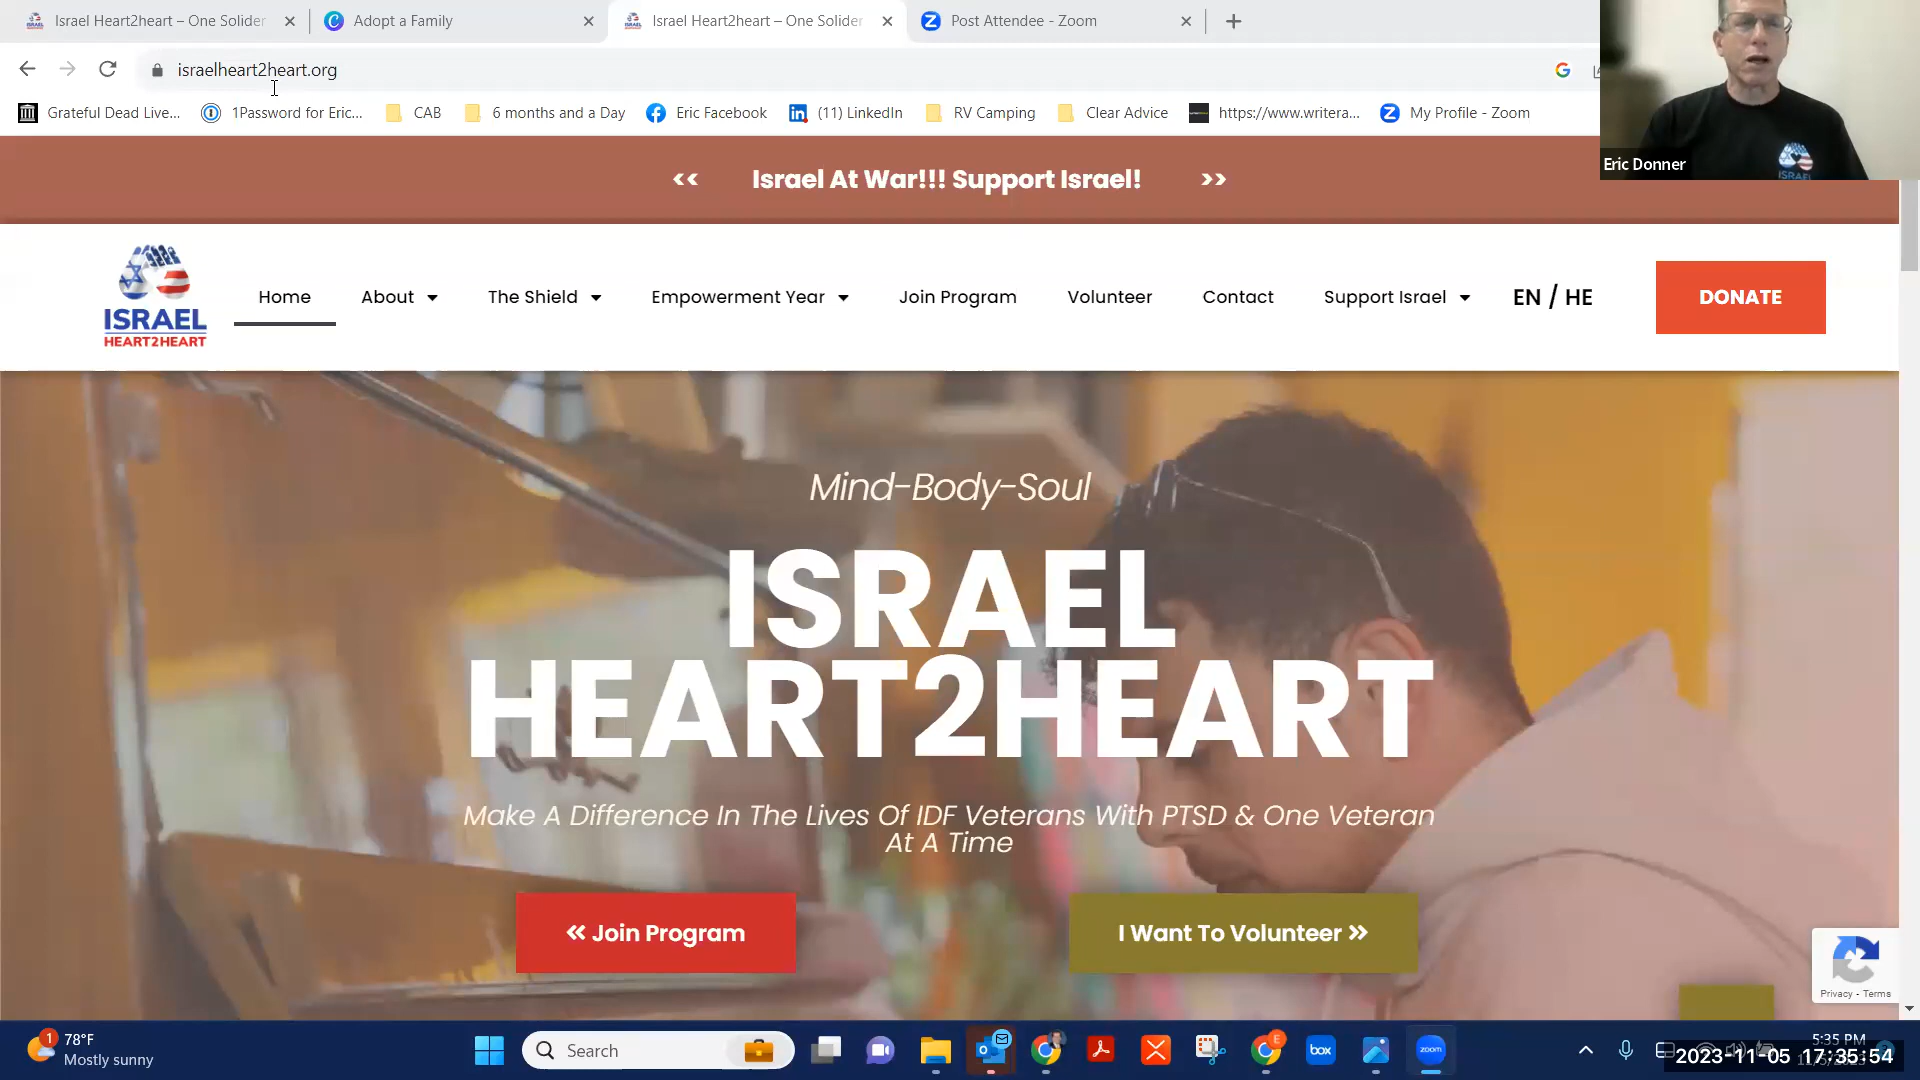 Israel Heart2heart – One Solider
Adopt a Family
Israel Heart2heart – One Solider
Post Attendee - Zoom
israelheart2heart.org
Grateful Dead Live...
1Password for Eric...
CAB
6 months and a Day
Eric Facebook
(11) LinkedIn
RV Camping
Clear Advice
https://www.writera...
My Profile - Zoom
Eric Donner
ISRAEL
<< Israel At War!!! Support Israel! >>
ISRAEL
HEART2HEART
Home
About
The Shield
Empowerment Year
Join Program
Volunteer
Contact
Support Israel
EN / HE
DONATE
Mind-Body-Soul
ISRAEL
HEART2HEART
Make A Difference In The Lives Of IDF Veterans With PTSD & One Veteran
At A Time
« Join Program
I Want To Volunteer »
Privacy - Terms
1
78°F
Mostly sunny
Search
E
box
zoom
5:35 PM
2023-11-05 17:35:54